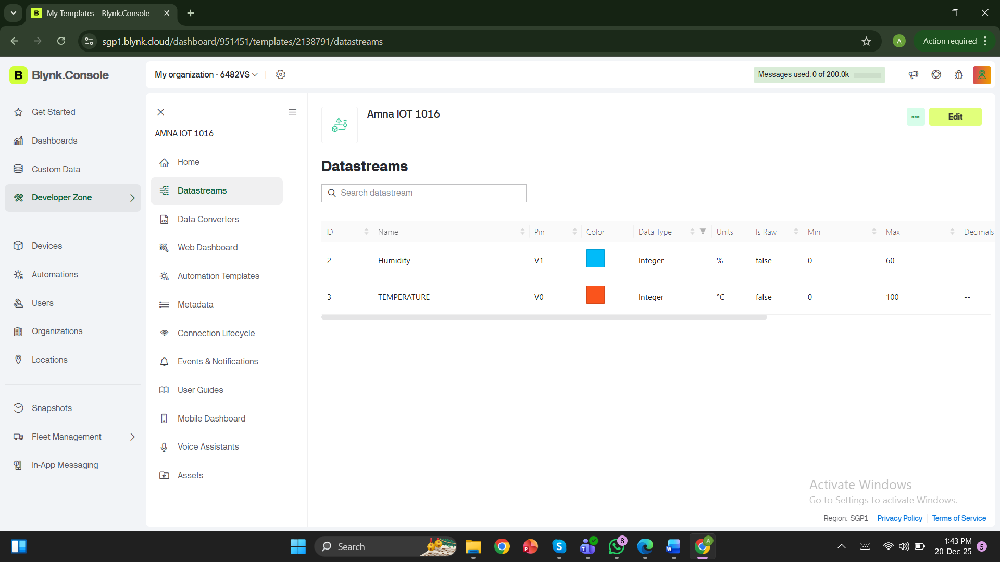 My Templates - Blynk.Console
sgp1.blynk.cloud/dashboard/951451/templates/2138791/datastreams
A
Action required
B Blynk.Console
My organization - 6482VS
Messages used: 0 of 200.0k
Get Started
Dashboards
Custom Data
Developer Zone
Devices
Automations
Users
Organizations
Locations
Snapshots
Fleet Management
In-App Messaging
AMNA IOT 1016
Home
Datastreams
Data Converters
Web Dashboard
Automation Templates
Metadata
Connection Lifecycle
Events & Notifications
User Guides
Mobile Dashboard
Voice Assistants
Assets
Amna IOT 1016
Edit
Datastreams
Search datastream
ID Name Pin Color Data Type Units Is Raw Min Max Decimals
2 Humidity V1 Integer % false 0 60 --
3 TEMPERATURE V0 Integer °C false 0 100 --
Activate Windows
Go to Settings to activate Windows.
Region: SGP1 Privacy Policy Terms of Service
Search
8
A
1:43 PM
20-Dec-25
5